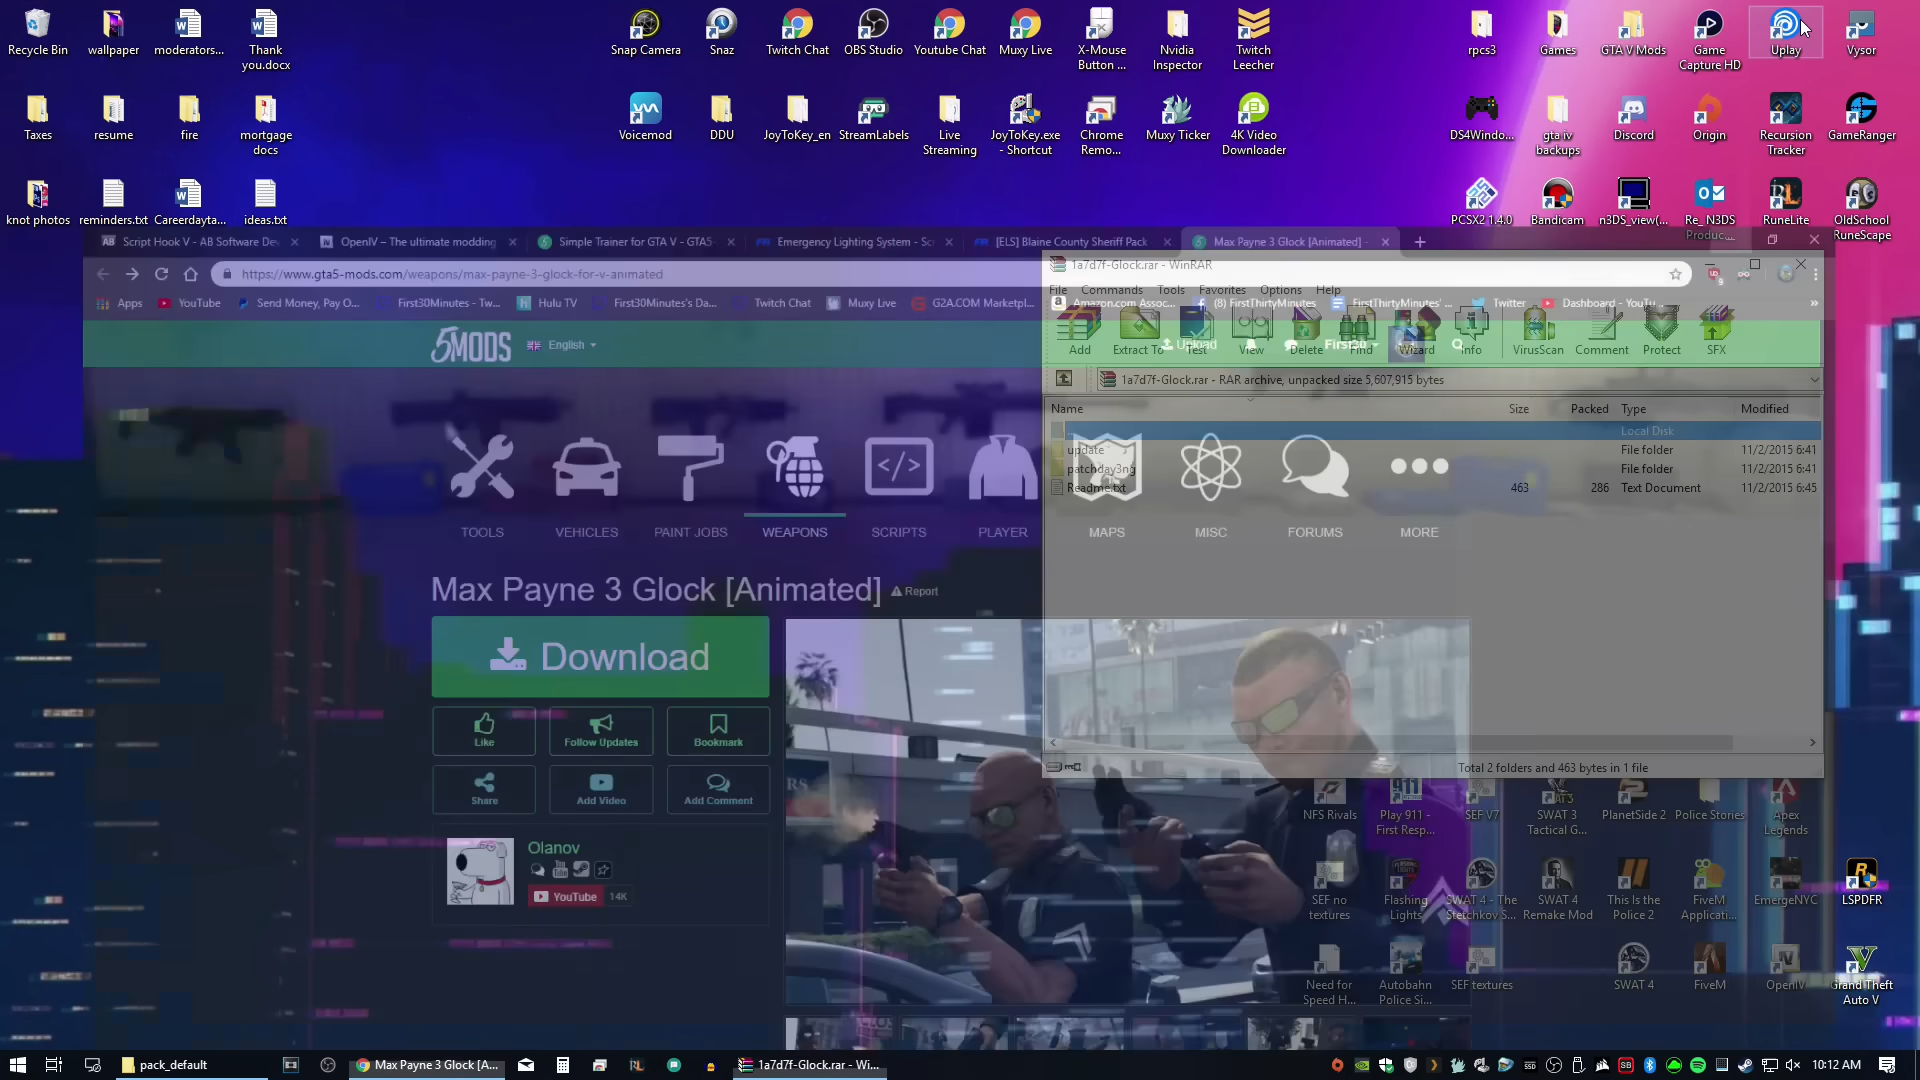 Recycle Bin
wallpaper
moderators...
Thank you.docx
Snap Camera
Snaz
Twitch Chat
OBS Studio
Youtube Chat
Muxy Live
X-Mouse Button ...
Nvidia Inspector
Twitch Leecher
rpcs3
Games
GTA V Mods
Game Capture HD
Uplay
Vysor
Taxes
resume
fire
mortgage docs
Voicemod
DDU
JoyToKey_en
StreamLabels
Live Streaming
JoyToKey.exe - Shortcut
Chrome Remo...
Muxy Ticker
4K Video Downloader
DS4Windo...
gta iv backups
Discord
Origin
Recursion Tracker
GameRanger
knot photos
reminders.txt
Careerdayta...
ideas.txt
PCSX2 1.4.0
Bandicam
n3DS_view(...
Re_N3DS Produc...
RuneLite
OldSchool RuneScape
Script Hook V - AB Software De
OpenIV – The ultimate modding
Simple Trainer for GTA V - GTA5
Emergency Lighting System - Sc
[ELS] Blaine County Sheriff Pack
Max Payne 3 Glock [Animated] -
https://www.gta5-mods.com/weapons/max-payne-3-glock-for-v-animated
Apps
YouTube
Send Money, Pay O...
First30Minutes - Tw...
Hulu TV
First30Minutes's Da...
Twitch Chat
Muxy Live
G2A.COM Marketpl...
Amazon.com Assoc...
(8) FirstThirtyMinutes
FirstThirtyMinutes' ...
Twitter
Dashboard - YouTu...
5MODS
English
Upload
First30
TOOLS
VEHICLES
PAINT JOBS
WEAPONS
SCRIPTS
PLAYER
MAPS
MISC
FORUMS
MORE
Max Payne 3 Glock [Animated]
Report
Download
Like
Follow Updates
Bookmark
Share
Add Video
Add Comment
Olanov
YouTube
14K
1a7d7f-Glock.rar - WinRAR
File Commands Tools Favorites Options Help
Add
Extract To
Test
View
Delete
Find
Wizard
Info
VirusScan
Comment
Protect
SFX
1a7d7f-Glock.rar - RAR archive, unpacked size 5,607,915 bytes
Name Size Packed Type Modified
Local Disk
update File folder 11/2/2015 6:41
patchday3ng File folder 11/2/2015 6:41
Readme.txt 463 286 Text Document 11/2/2015 6:45
Total 2 folders and 463 bytes in 1 file
NFS Rivals
Play 911 - First Resp...
SEF V7
SWAT 3 Tactical G...
PlanetSide 2
Police Stories
Apex Legends
SEF no textures
Flashing Lights
SWAT 4 - The Stetchkov S...
SWAT 4 Remake Mod
This Is the Police 2
FiveM Applicati...
EmergeNYC
LSPDFR
Need for Speed H...
Autobahn Police Si...
SEF textures
SWAT 4
FiveM
OpenIV
Grand Theft Auto V
pack_default
Max Payne 3 Glock [A...
1a7d7f-Glock.rar - Wi...
10:12 AM